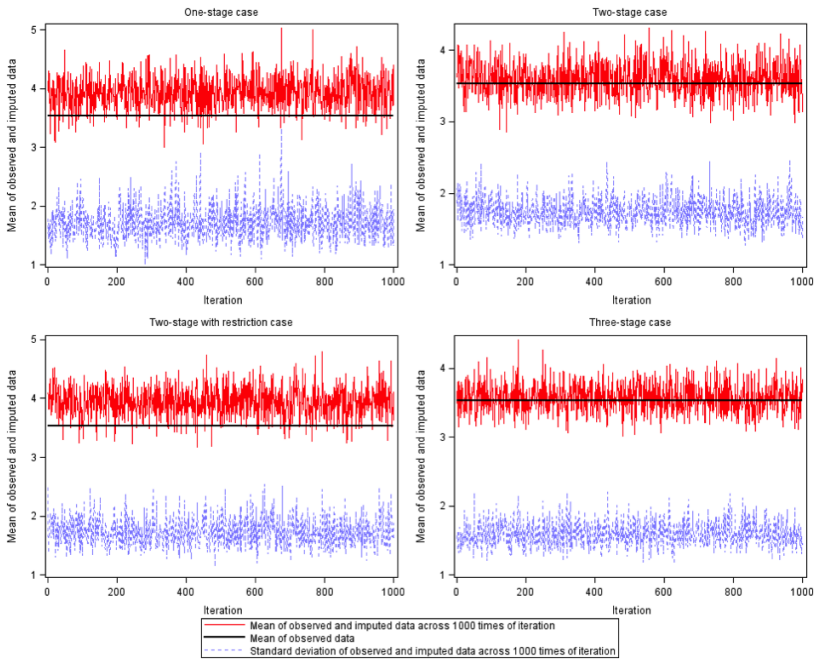 One-stage case
Mean of observed and imputed data
5
4
3
2
1
0 200 400 600 800 1000
Iteration
Two-stage case
Mean of observed and imputed data
4
3
2
1
0 200 400 600 800 1000
Iteration
Two-stage with restriction case
Mean of observed and imputed data
5
4
3
2
1
0 200 400 600 800 1000
Iteration
Three-stage case
Mean of observed and imputed data
4
3
2
1
0 200 400 600 800 1000
Iteration
Mean of observed and imputed data across 1000 times of iteration
Mean of observed data
Standard deviation of observed and imputed data across 1000 times of iteration